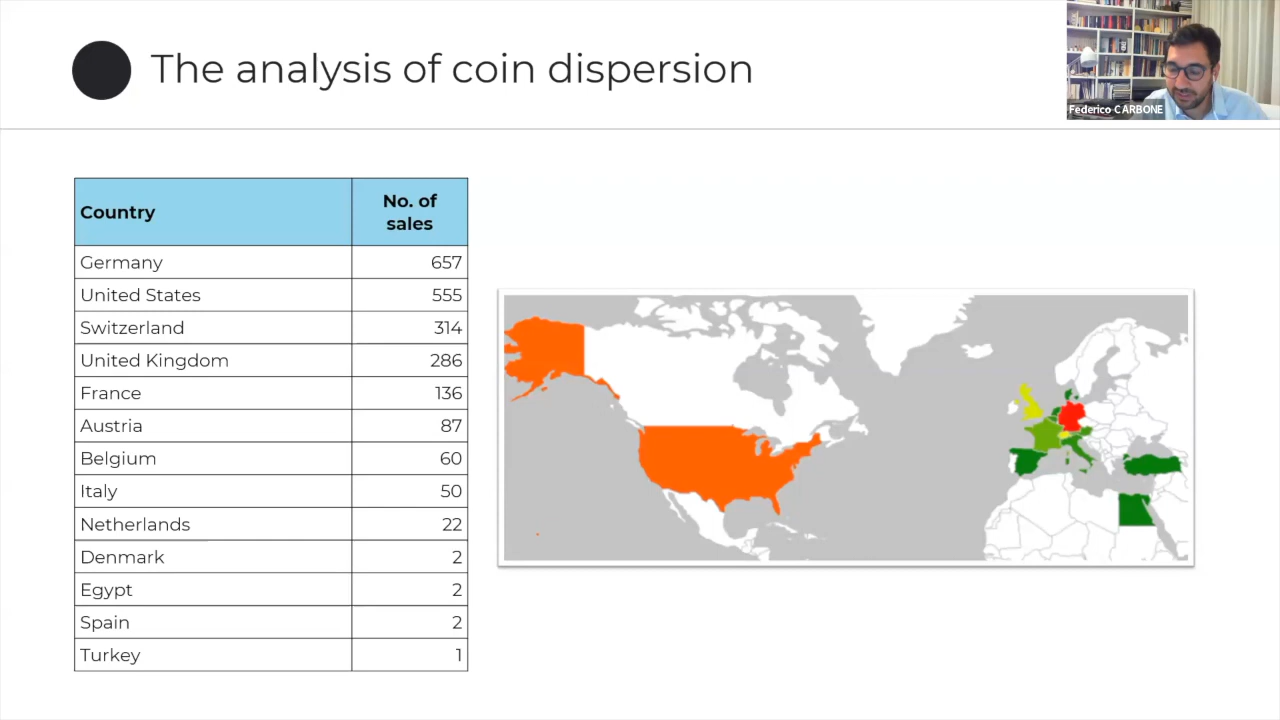 The analysis of coin dispersion
Federico CARBONE
Country
No. of
sales
Germany 657
United States 555
Switzerland 314
United Kingdom 286
France 136
Austria 87
Belgium 60
Italy 50
Netherlands 22
Denmark 2
Egypt 2
Spain 2
Turkey 1